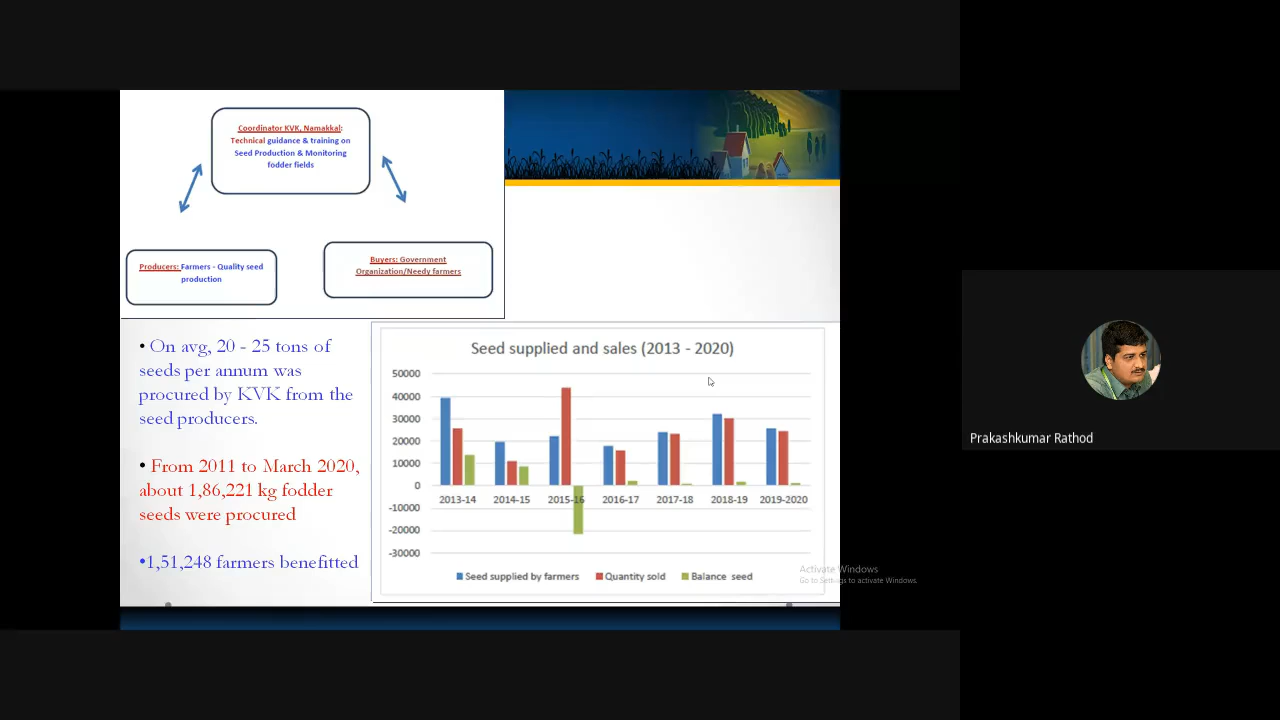 Coordinator KVK, Namakkal:
Technical guidance & training on
Seed Production & Monitoring
fodder fields
Producers: Farmers - Quality seed
production
Buyers: Government
Organization/Needy farmers
• On avg, 20 - 25 tons of
seeds per annum was
procured by KVK from the
seed producers.
• From 2011 to March 2020,
about 1,86,221 kg fodder
seeds were procured
•1,51,248 farmers benefitted
Seed supplied and sales (2013 - 2020)
50000
40000
30000
20000
10000
0
-10000
-20000
-30000
2013-14 2014-15 2015-16 2016-17 2017-18 2018-19 2019-2020
Seed supplied by farmers Quantity sold Balance seed
Activate Windows
Go to Settings to activate Windows.
Prakashkumar Rathod